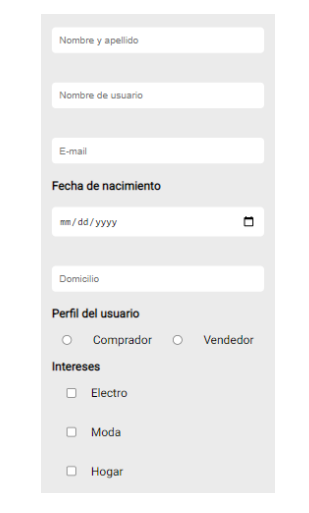 Nombre y apellido
Nombre de usuario
E-mail
Fecha de nacimiento
mm/dd/yyyy
Domicilio
Perfil del usuario
Comprador Vendedor
Intereses
Electro
Moda
Hogar